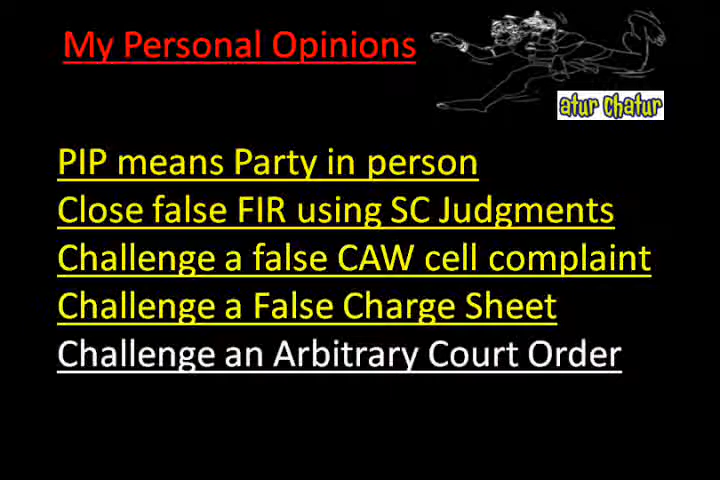 My Personal Opinions
atur chatur
PIP means Party in person
Close false FIR using SC Judgments
Challenge a false CAW cell complaint
Challenge a False Charge Sheet
Challenge an Arbitrary Court Order